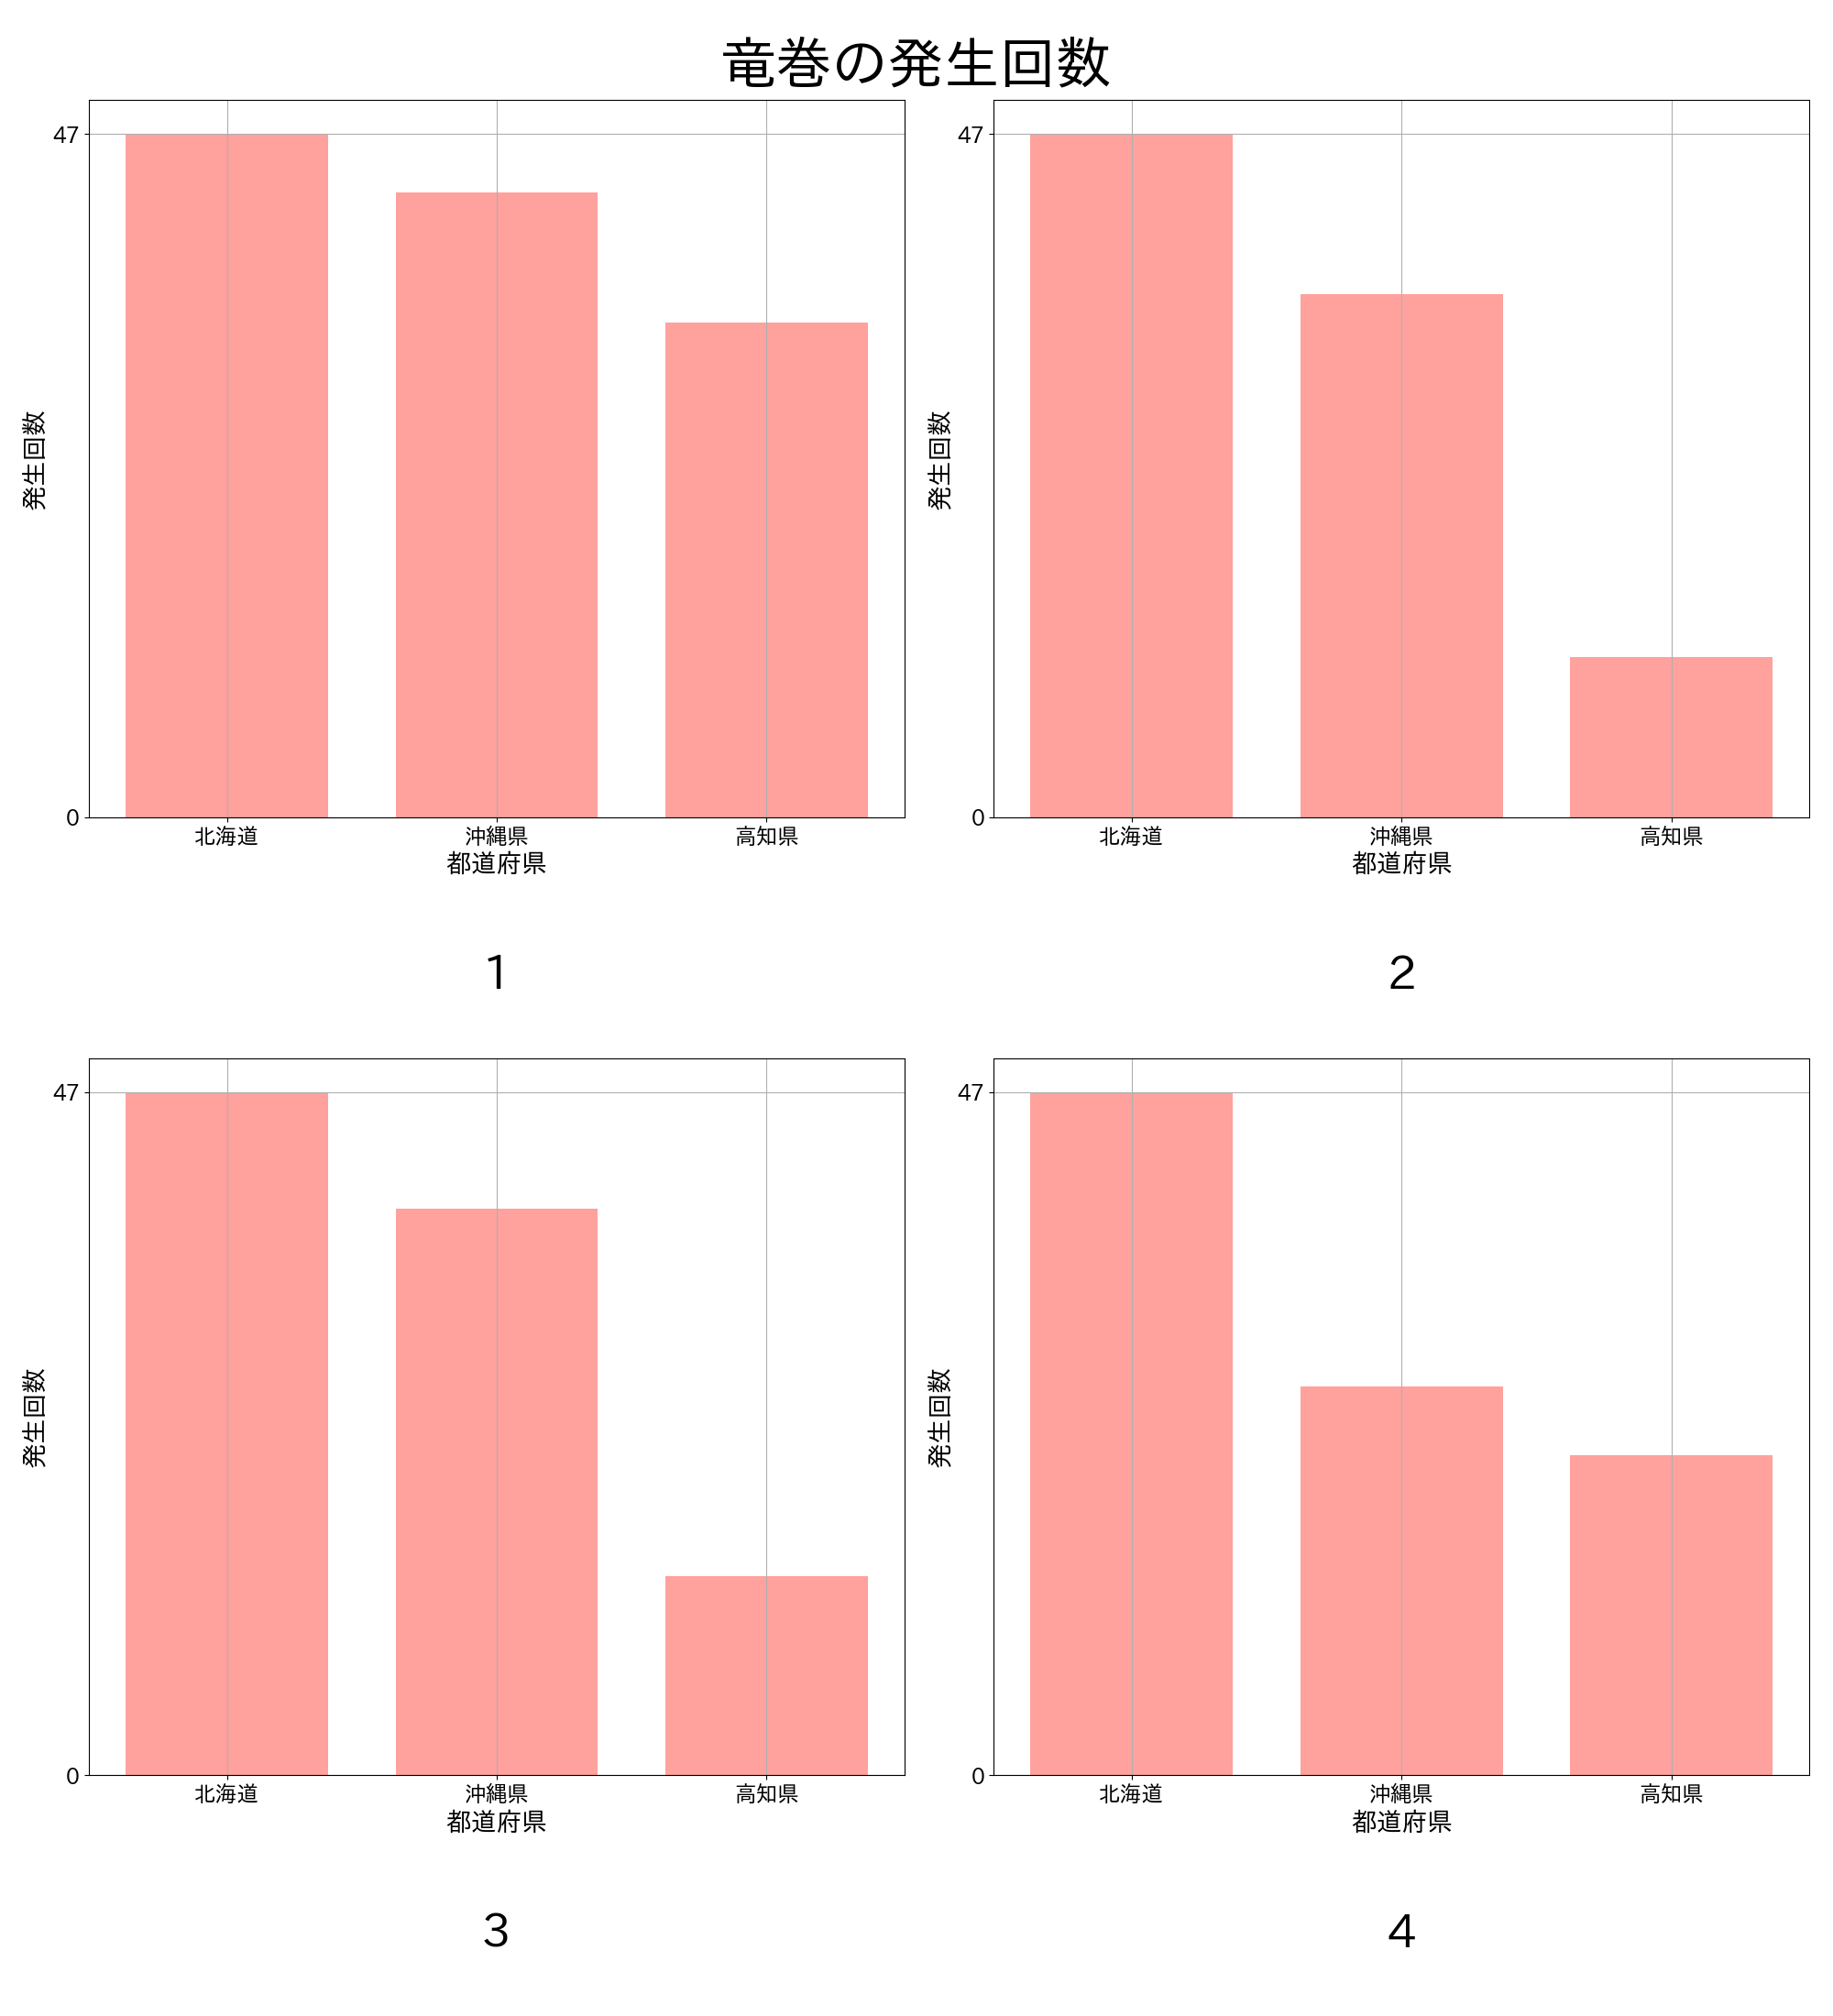 竜巻の発生回数
47
0
発生回数
北海道 沖縄県 高知県
都道府県
1
47
0
発生回数
北海道 沖縄県 高知県
都道府県
2
47
0
発生回数
北海道 沖縄県 高知県
都道府県
3
47
0
発生回数
北海道 沖縄県 高知県
都道府県
4